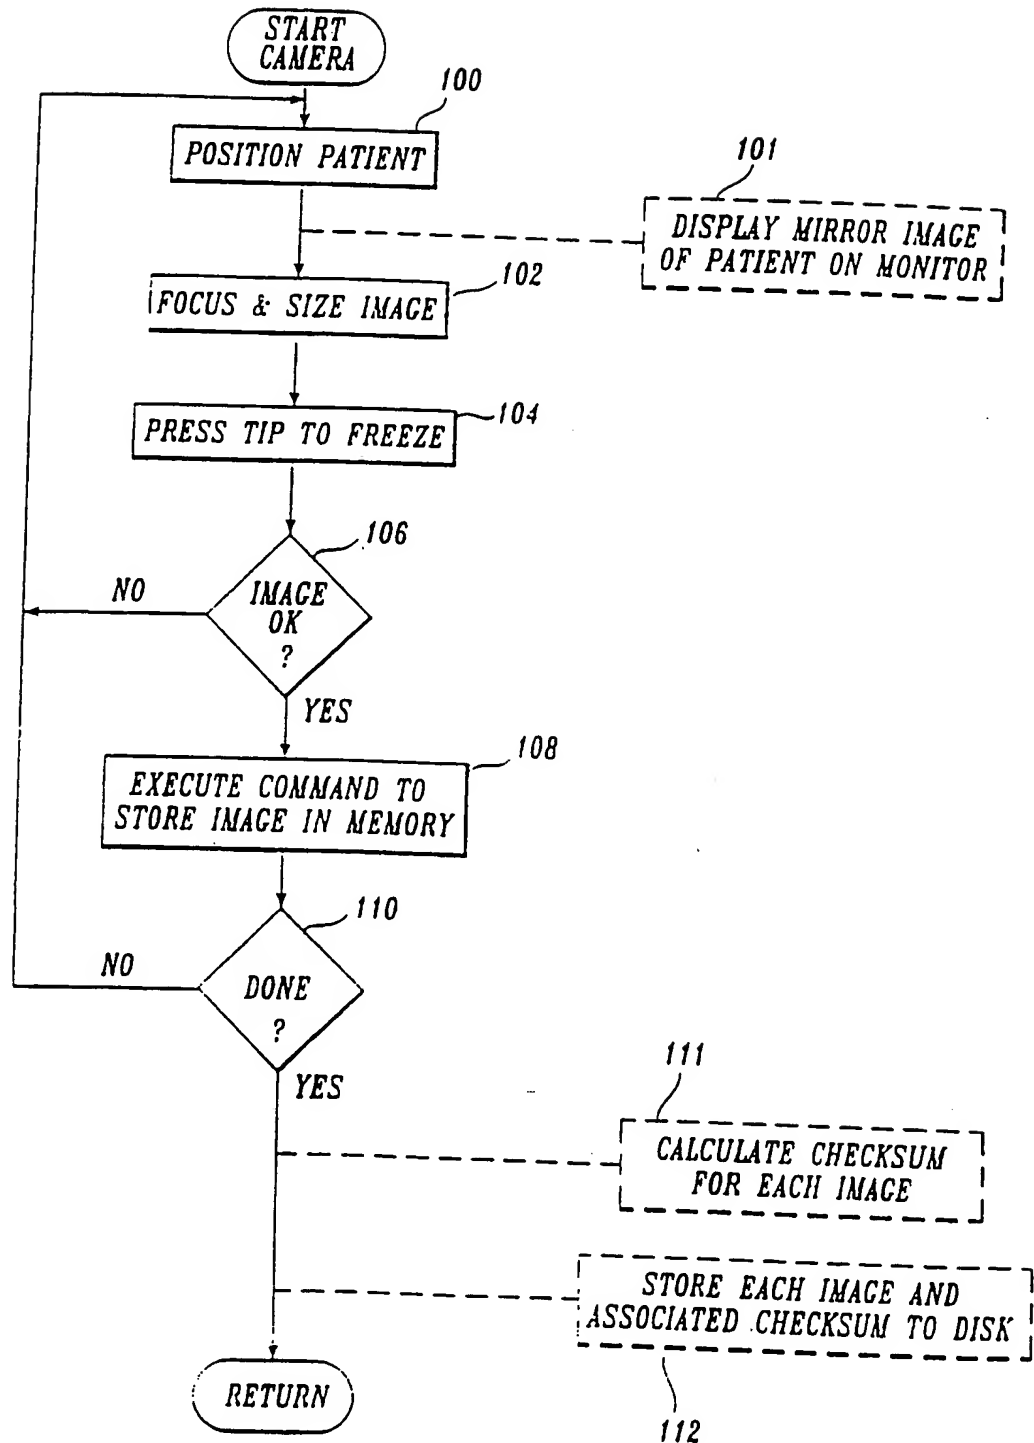 START
CAMERA
100
POSITION PATIENT
101
DISPLAY MIRROR IMAGE
OF PATIENT ON MONITOR
102
FOCUS & SIZE IMAGE
104
PRESS TIP TO FREEZE
106
IMAGE
OK
?
NO
YES
108
EXECUTE COMMAND TO
STORE IMAGE IN MEMORY
110
DONE
?
NO
YES
111
CALCULATE CHECKSUM
FOR EACH IMAGE
STORE EACH IMAGE AND
ASSOCIATED CHECKSUM TO DISK
112
RETURN